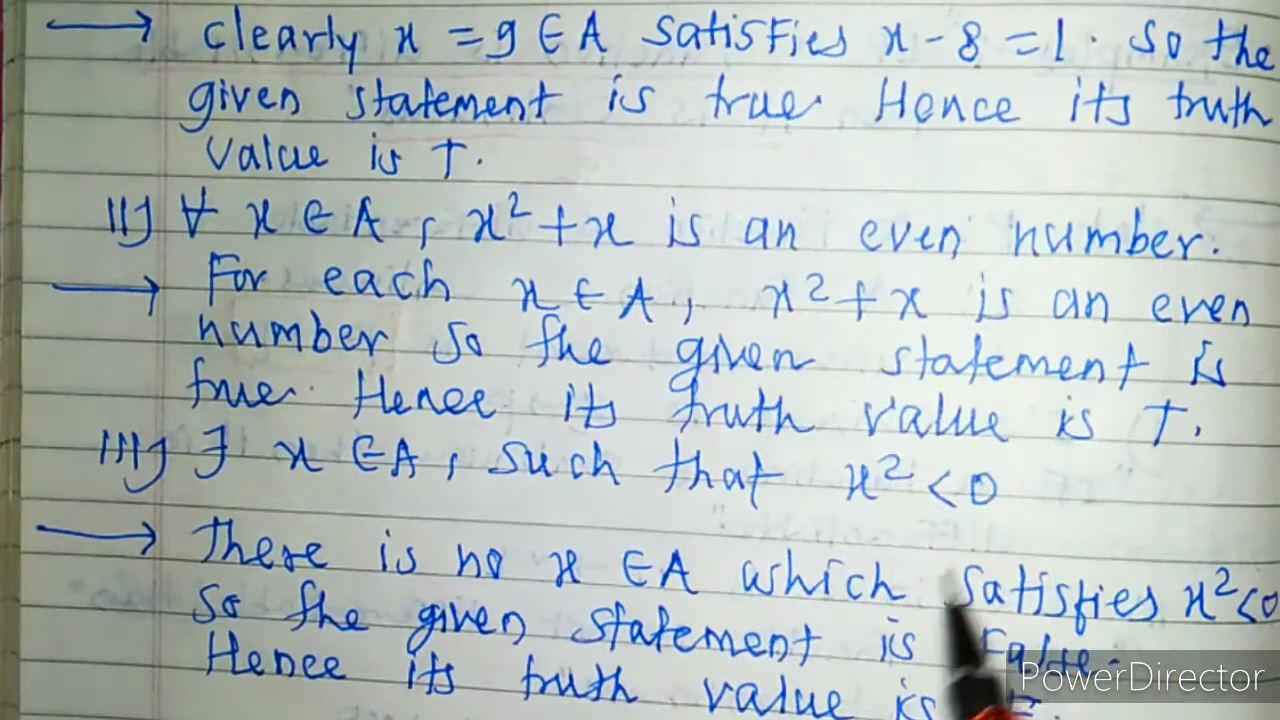 → clearly x = 9 ∈ A satisfies x - 8 = 1. so the
given statement is true. Hence its truth
value is T.
II] ∀ x ∈ A, x² + x is an even number.
→ For each x ∈ A, x² + x is an even
number so the given statement is
true. Hence its truth value is T.
III] ∃ x ∈ A, such that x² < 0
→ There is no x ∈ A which satisfies x² < 0
So the given statement is False.
Hence its truth value is F.
PowerDirector